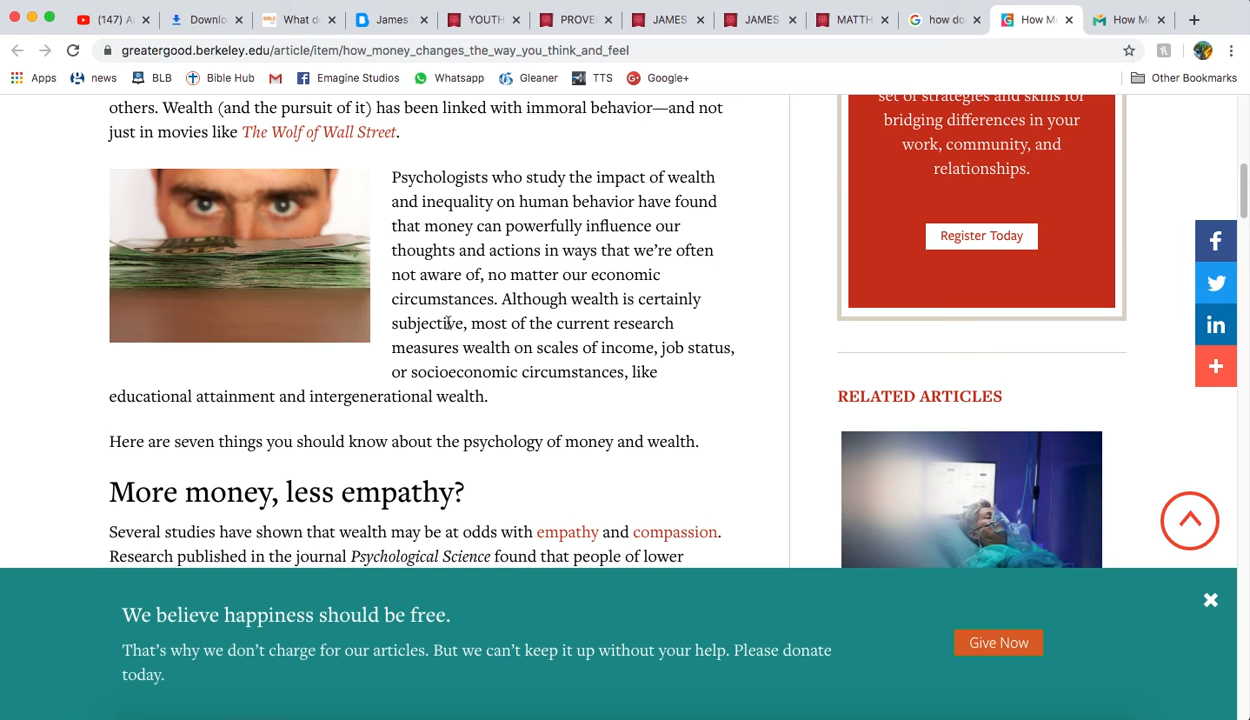 (147) A
Downlo
What d
James
YOUTH
PROVE
JAMES
JAMES
MATTH
how do
How M
How M
greatergood.berkeley.edu/article/item/how_money_changes_the_way_you_think_and_feel
Apps
news
BLB
Bible Hub
Emagine Studios
Whatsapp
Gleaner
TTS
Google+
Other Bookmarks
others. Wealth (and the pursuit of it) has been linked with immoral behavior—and not
just in movies like The Wolf of Wall Street.
Psychologists who study the impact of wealth
and inequality on human behavior have found
that money can powerfully influence our
thoughts and actions in ways that we're often
not aware of, no matter our economic
circumstances. Although wealth is certainly
subjective, most of the current research
measures wealth on scales of income, job status,
or socioeconomic circumstances, like
educational attainment and intergenerational wealth.
Here are seven things you should know about the psychology of money and wealth.
More money, less empathy?
Several studies have shown that wealth may be at odds with empathy and compassion.
Research published in the journal Psychological Science found that people of lower
set of strategies and skills for
bridging differences in your
work, community, and
relationships.
Register Today
RELATED ARTICLES
We believe happiness should be free.
That's why we don't charge for our articles. But we can't keep it up without your help. Please donate
today.
Give Now